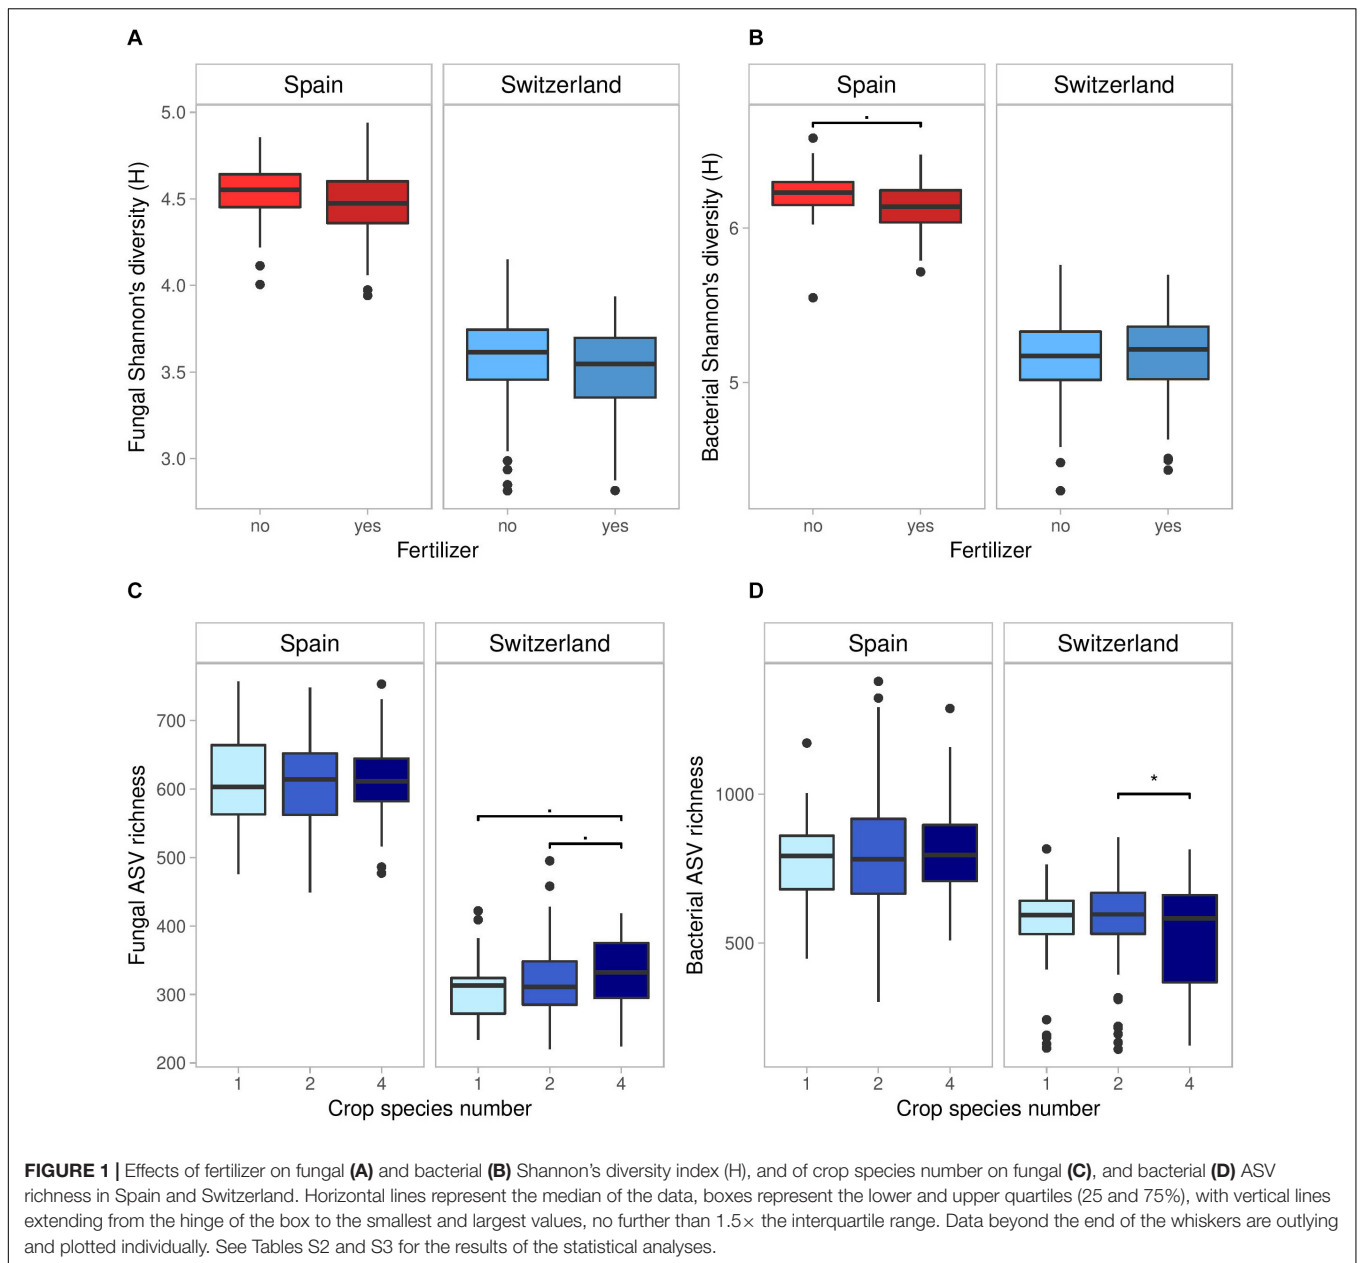 A
B
Spain
Switzerland
Spain
Switzerland
Fungal Shannon's diversity (H)
5.0
4.5
4.0
3.5
3.0
Bacterial Shannon's diversity (H)
6
5
.
no
yes
no
yes
no
yes
no
yes
Fertilizer
Fertilizer
C
D
Spain
Switzerland
Spain
Switzerland
Fungal ASV richness
700
600
500
400
300
200
.
.
Bacterial ASV richness
1000
500
*
1
2
4
1
2
4
1
2
4
1
2
4
Crop species number
Crop species number
FIGURE 1 | Effects of fertilizer on fungal (A) and bacterial (B) Shannon's diversity index (H), and of crop species number on fungal (C), and bacterial (D) ASV
richness in Spain and Switzerland. Horizontal lines represent the median of the data, boxes represent the lower and upper quartiles (25 and 75%), with vertical lines
extending from the hinge of the box to the smallest and largest values, no further than 1.5× the interquartile range. Data beyond the end of the whiskers are outlying
and plotted individually. See Tables S2 and S3 for the results of the statistical analyses.